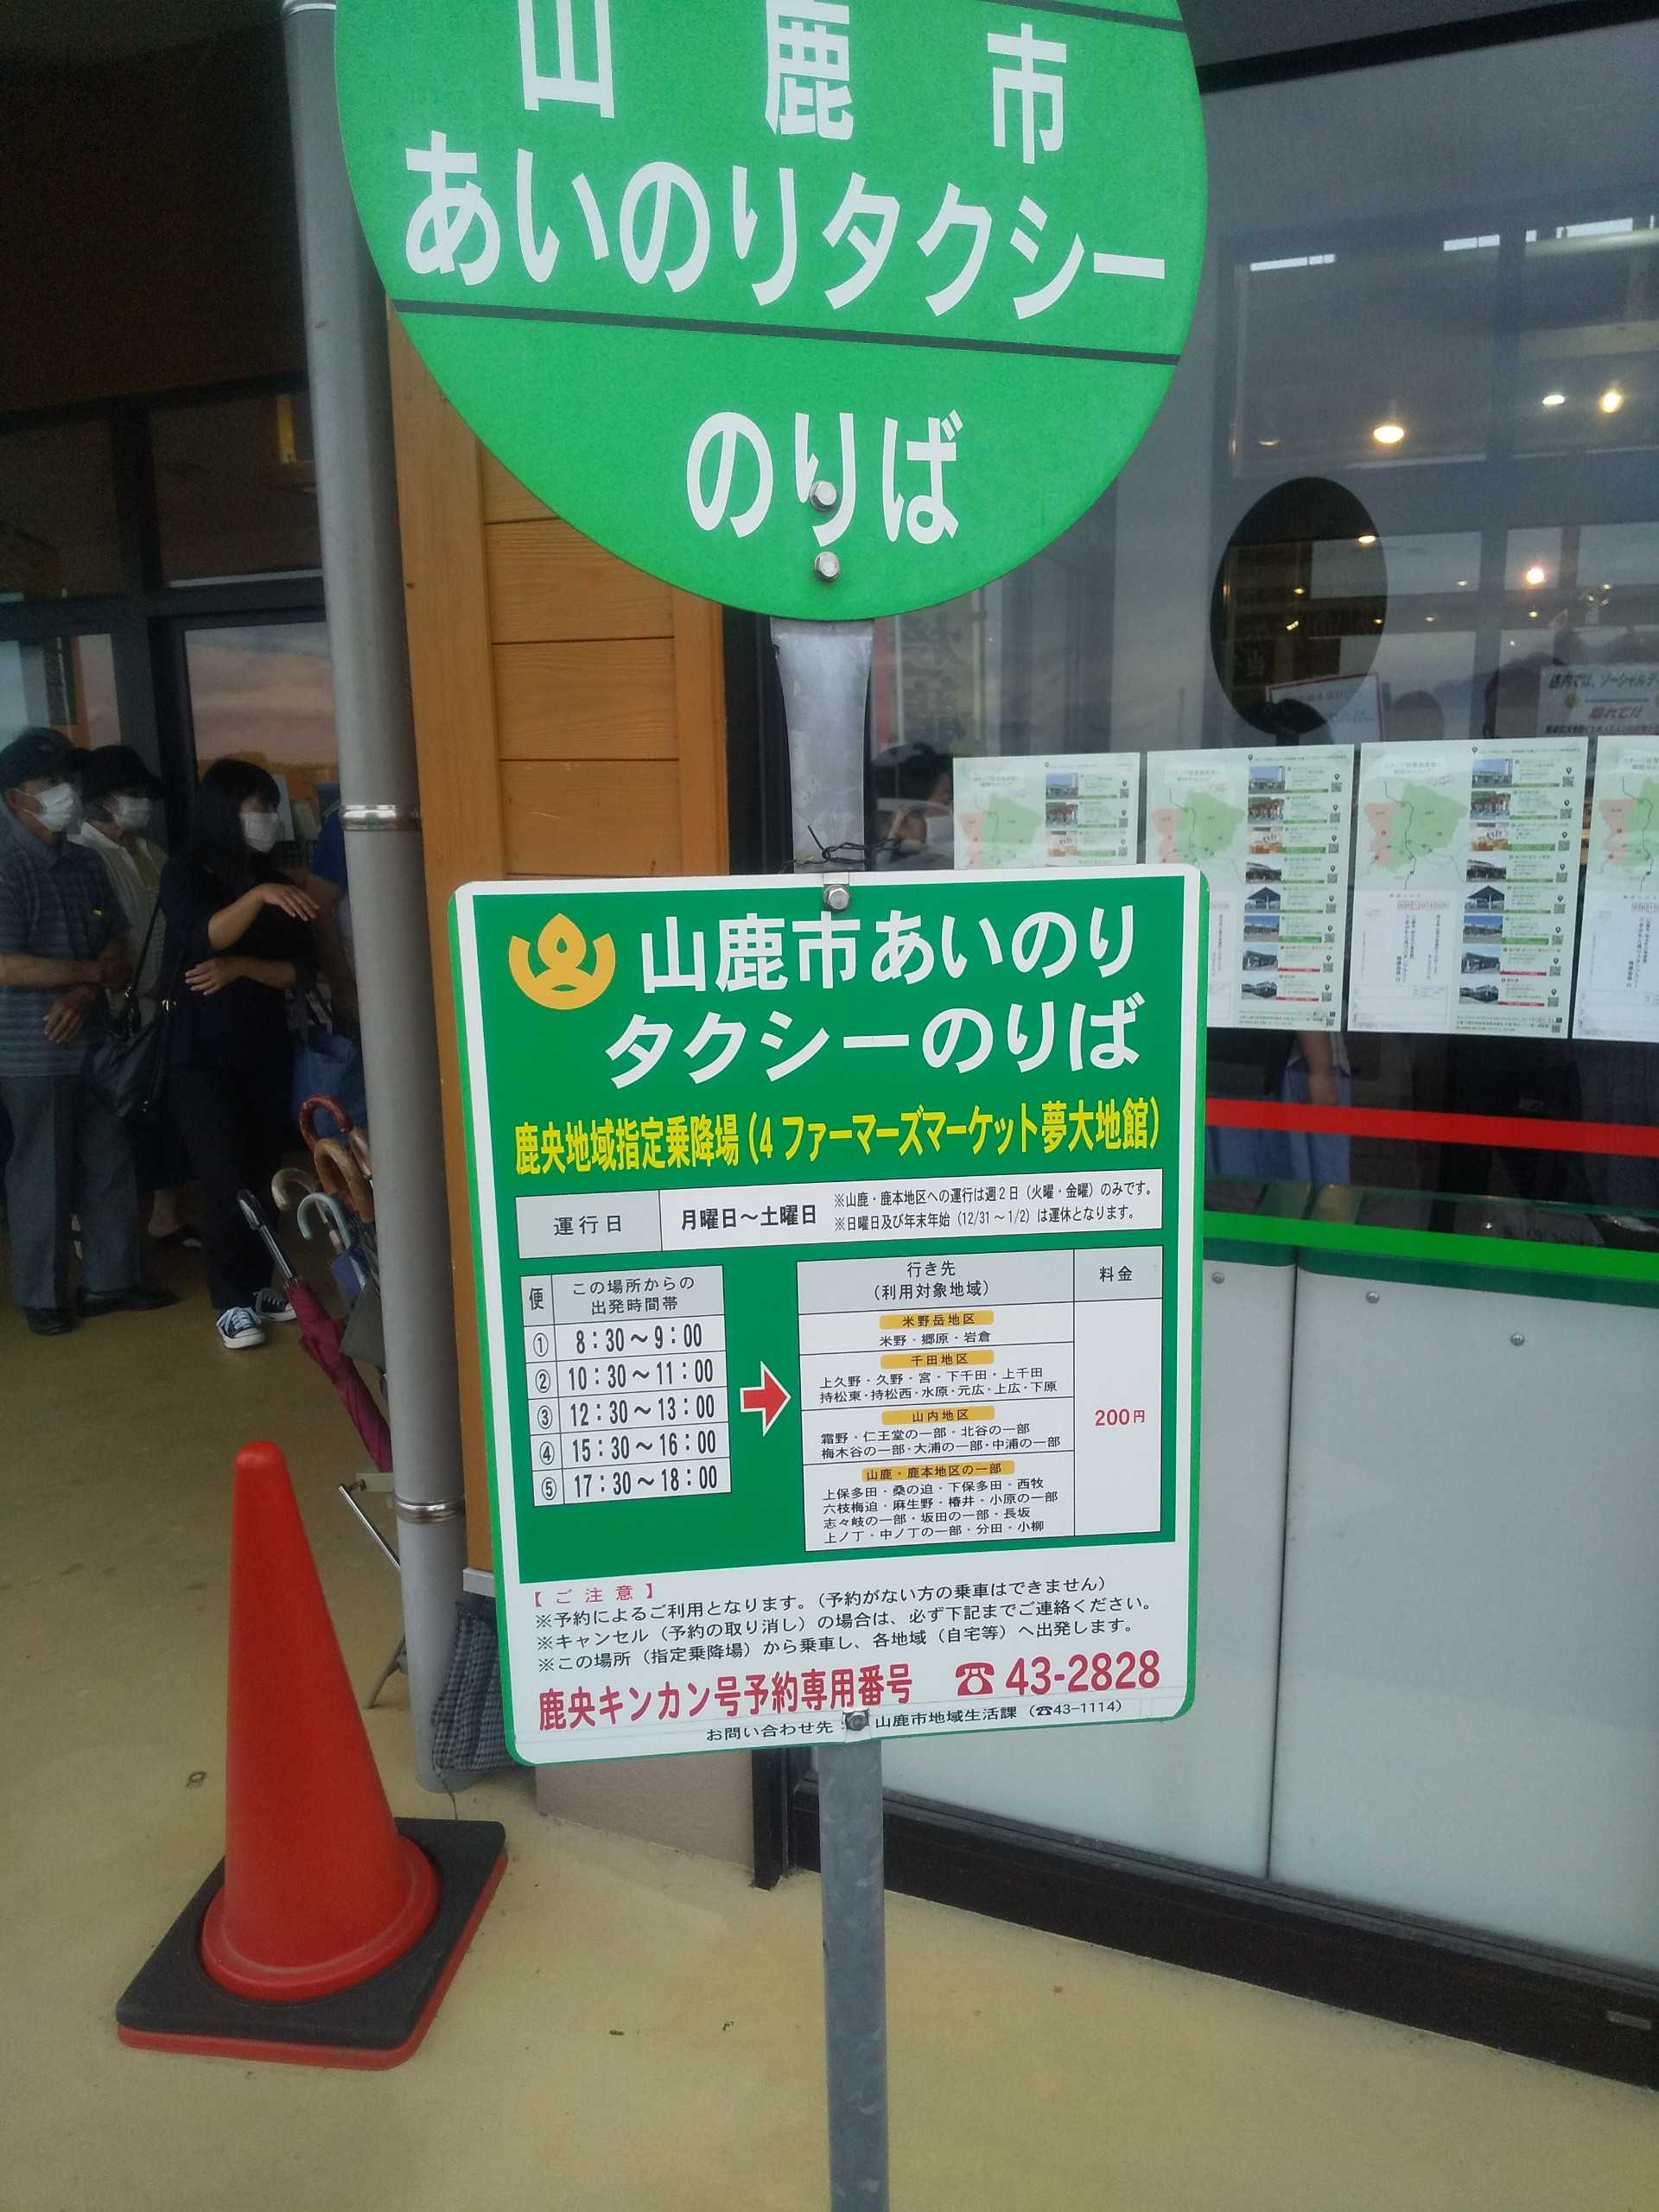 山鹿市
あいのりタクシー
のりば
山鹿市あいのり
タクシーのりば
鹿央地域指定乗降場(4 ファーマーズマーケット夢大地館)
運行日 月曜日～土曜日
※山鹿・鹿本地区への運行は週2日(火曜・金曜)のみです。
※日曜日及び年末年始(12/31～1/2)は運休となります。
便 この場所からの
出発時間帯
① 8:30～9:00
② 10:30～11:00
③ 12:30～13:00
④ 15:30～16:00
⑤ 17:30～18:00
行き先
(利用対象地域)
料金
米野岳地区
米野・郷原・岩倉
千田地区
上久野・久野・宮・下千田・上千田
持松東・持松西・水原・元広・上広・下原
山内地区
霜野・仁王堂の一部・北谷の一部
梅木谷の一部・大浦の一部・中浦の一部
山鹿・鹿本地区の一部
上保多田・桑の迫・下保多田・西牧
六枝梅迫・麻生野・椿井・小原の一部
志々岐の一部・坂田の一部・長坂
上ノ丁・中ノ丁の一部・分田・小柳
200円
【ご注意】
※予約によるご利用となります。(予約がない方の乗車はできません)
※キャンセル(予約の取り消し)の場合は、必ず下記までご連絡ください。
※この場所(指定乗降場)から乗車し、各地域(自宅等)へ出発します。
鹿央キンカン号予約専用番号 ☎43-2828
お問い合わせ先: 山鹿市地域生活課(☎43-1114)